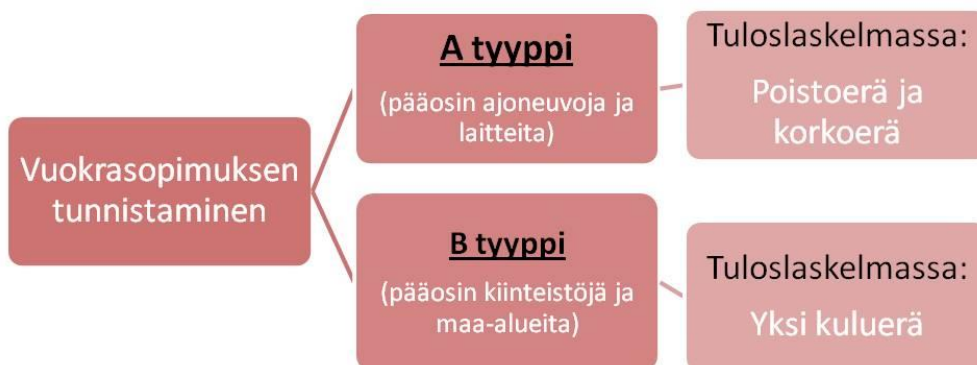 Vuokrasopimuksen
tunnistaminen
A tyyppi
(pääosin ajoneuvoja ja
laitteita)
Tuloslaskelmassa:
Poistoerä ja
korkoerä
B tyyppi
(pääosin kiinteistöjä ja
maa-alueita)
Tuloslaskelmassa:
Yksi kuluerä